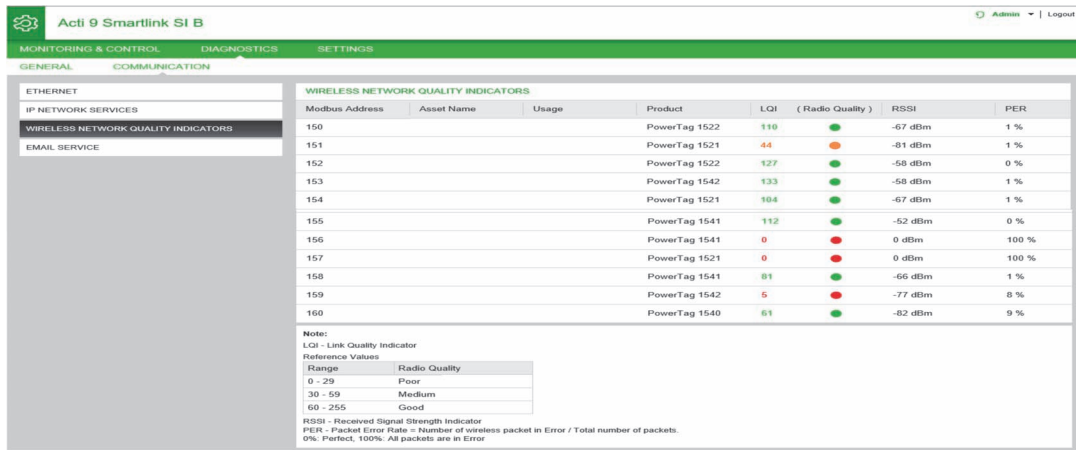 Acti 9 Smartlink SI B
Admin | Logout
MONITORING & CONTROL DIAGNOSTICS SETTINGS
GENERAL COMMUNICATION
ETHERNET
IP NETWORK SERVICES
WIRELESS NETWORK QUALITY INDICATORS
EMAIL SERVICE
WIRELESS NETWORK QUALITY INDICATORS
Modbus Address Asset Name Usage Product LQI ( Radio Quality ) RSSI PER
150 PowerTag 1522 110 -67 dBm 1 %
151 PowerTag 1521 44 -81 dBm 1 %
152 PowerTag 1522 127 -58 dBm 0 %
153 PowerTag 1542 133 -58 dBm 1 %
154 PowerTag 1521 104 -67 dBm 1 %
155 PowerTag 1541 112 -52 dBm 0 %
156 PowerTag 1541 0 0 dBm 100 %
157 PowerTag 1521 0 0 dBm 100 %
158 PowerTag 1541 81 -66 dBm 1 %
159 PowerTag 1542 5 -77 dBm 8 %
160 PowerTag 1540 61 -82 dBm 9 %
Note:
LQI - Link Quality Indicator
Reference Values
Range Radio Quality
0 - 29 Poor
30 - 59 Medium
60 - 255 Good
RSSI - Received Signal Strength Indicator
PER - Packet Error Rate = Number of wireless packet in Error / Total number of packets.
0%: Perfect, 100%: All packets are in Error